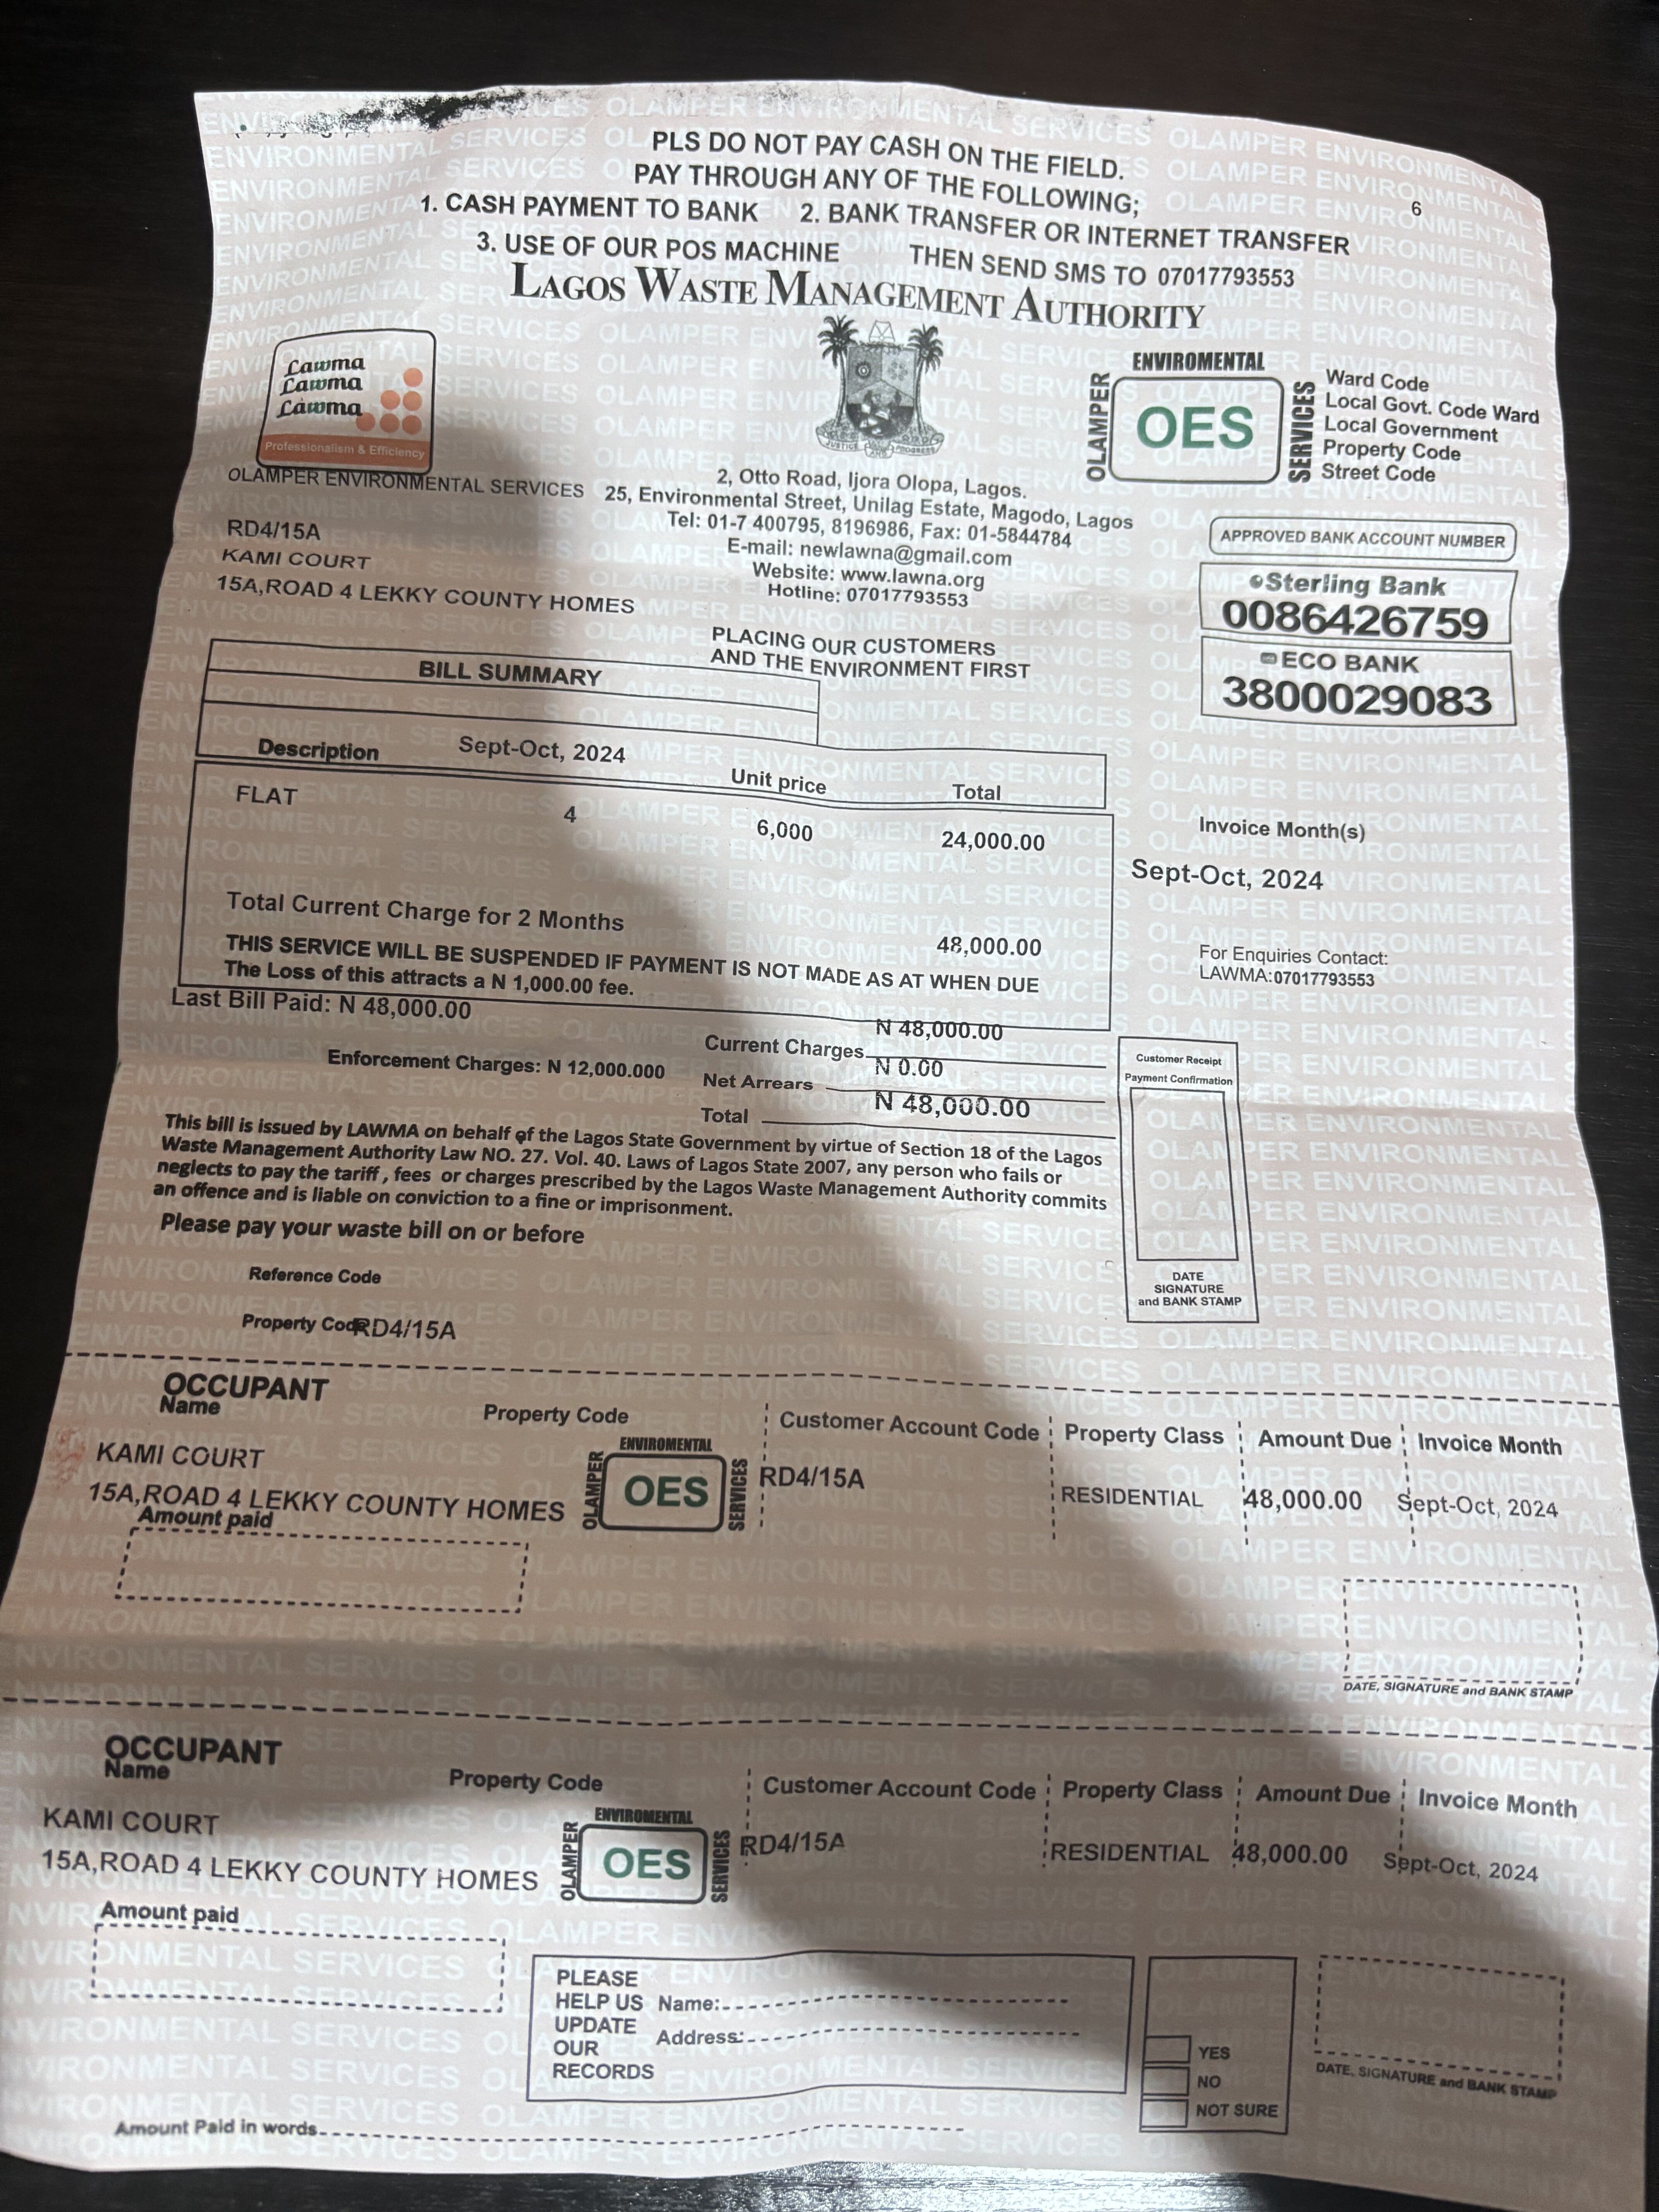 PLS DO NOT PAY CASH ON THE FIELD.
PAY THROUGH ANY OF THE FOLLOWING;
6
1. CASH PAYMENT TO BANK 2. BANK TRANSFER OR INTERNET TRANSFER
3. USE OF OUR POS MACHINE THEN SEND SMS TO 07017793553
LAGOS WASTE MANAGEMENT AUTHORITY
Lawma
Lawma
Lawma
Professionalism & Efficiency
OLAMPER ENVIROMENTAL SERVICES
OES
Ward Code
Local Govt. Code Ward
Local Government
Property Code
Street Code
OLAMPER ENVIRONMENTAL SERVICES
2, Otto Road, Ijora Olopa, Lagos.
25, Environmental Street, Unilag Estate, Magodo, Lagos
Tel: 01-7 400795, 8196986, Fax: 01-5844784
E-mail: newlawna@gmail.com
Website: www.lawna.org
Hotline: 07017793553
RD4/15A
KAMI COURT
15A,ROAD 4 LEKKY COUNTY HOMES
APPROVED BANK ACCOUNT NUMBER
Sterling Bank
0086426759
ECO BANK
3800029083
PLACING OUR CUSTOMERS
AND THE ENVIRONMENT FIRST
BILL SUMMARY
Description Sept-Oct, 2024 Unit price Total
FLAT 4 6,000 24,000.00
Invoice Month(s)
Sept-Oct, 2024
Total Current Charge for 2 Months 48,000.00
THIS SERVICE WILL BE SUSPENDED IF PAYMENT IS NOT MADE AS AT WHEN DUE
The Loss of this attracts a N 1,000.00 fee.
For Enquiries Contact:
LAWMA:07017793553
Last Bill Paid: N 48,000.00
Enforcement Charges: N 12,000.000
Current Charges N 48,000.00
Net Arrears N 0.00
Total N 48,000.00
Customer Receipt
Payment Confirmation
DATE
SIGNATURE
and BANK STAMP
This bill is issued by LAWMA on behalf of the Lagos State Government by virtue of Section 18 of the Lagos
Waste Management Authority Law NO. 27. Vol. 40. Laws of Lagos State 2007, any person who fails or
neglects to pay the tariff, fees or charges prescribed by the Lagos Waste Management Authority commits
an offence and is liable on conviction to a fine or imprisonment.
Please pay your waste bill on or before
Reference Code
Property Code RD4/15A
OCCUPANT
Name Property Code Customer Account Code Property Class Amount Due Invoice Month
KAMI COURT
15A,ROAD 4 LEKKY COUNTY HOMES
OLAMPER ENVIROMENTAL SERVICES
OES
RD4/15A RESIDENTIAL 48,000.00 Sept-Oct, 2024
Amount paid
DATE, SIGNATURE and BANK STAMP
OCCUPANT
Name Property Code Customer Account Code Property Class Amount Due Invoice Month
KAMI COURT
15A,ROAD 4 LEKKY COUNTY HOMES
OLAMPER ENVIROMENTAL SERVICES
OES
RD4/15A RESIDENTIAL 48,000.00 Sept-Oct, 2024
Amount paid
PLEASE
HELP US Name:
UPDATE
Address:
OUR
RECORDS
YES
NO
NOT SURE
DATE, SIGNATURE and BANK STAMP
Amount Paid in words